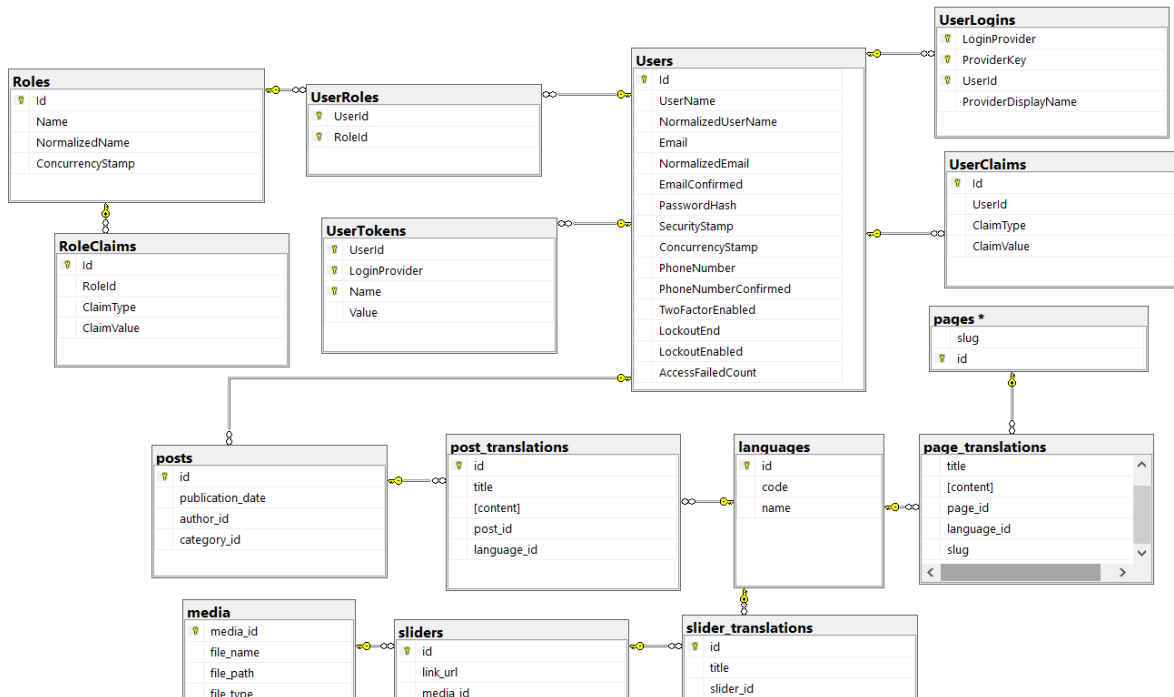 Roles
Id
Name
NormalizedName
ConcurrencyStamp
UserRoles
UserId
RoleId
Users
Id
UserName
NormalizedUserName
Email
NormalizedEmail
EmailConfirmed
PasswordHash
SecurityStamp
ConcurrencyStamp
PhoneNumber
PhoneNumberConfirmed
TwoFactorEnabled
LockoutEnd
LockoutEnabled
AccessFailedCount
UserLogins
LoginProvider
ProviderKey
UserId
ProviderDisplayName
UserClaims
Id
UserId
ClaimType
ClaimValue
RoleClaims
Id
RoleId
ClaimType
ClaimValue
UserTokens
UserId
LoginProvider
Name
Value
pages *
slug
id
posts
id
publication_date
author_id
category_id
post_translations
id
title
[content]
post_id
language_id
languages
id
code
name
page_translations
title
[content]
page_id
language_id
slug
media
media_id
file_name
file_path
file_type
sliders
id
link_url
media_id
slider_translations
id
title
slider_id